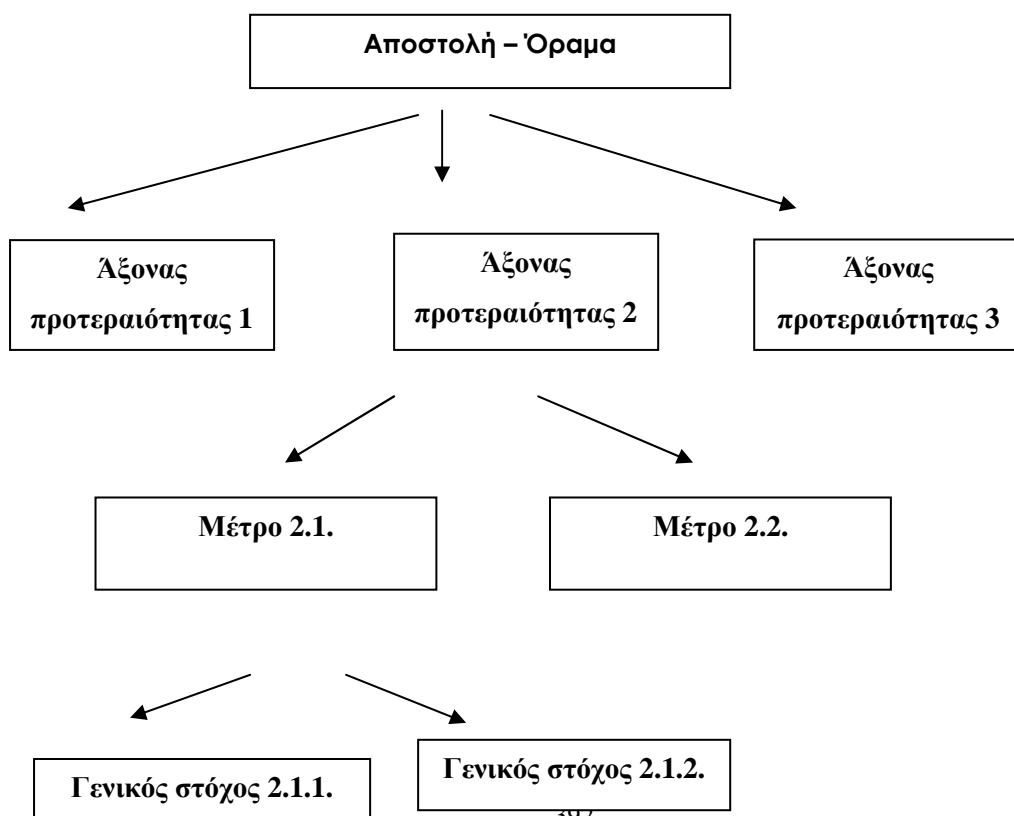 Αποστολή – Όραμα
Άξονας
προτεραιότητας 1
Άξονας
προτεραιότητας 2
Άξονας
προτεραιότητας 3
Μέτρο 2.1.
Μέτρο 2.2.
Γενικός στόχος 2.1.1.
Γενικός στόχος 2.1.2.